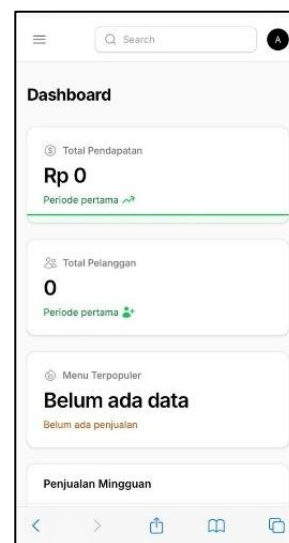 Search
A
Dashboard
Total Pendapatan
Rp 0
Periode pertama
Total Pelanggan
0
Periode pertama
Menu Terpopuler
Belum ada data
Belum ada penjualan
Penjualan Mingguan